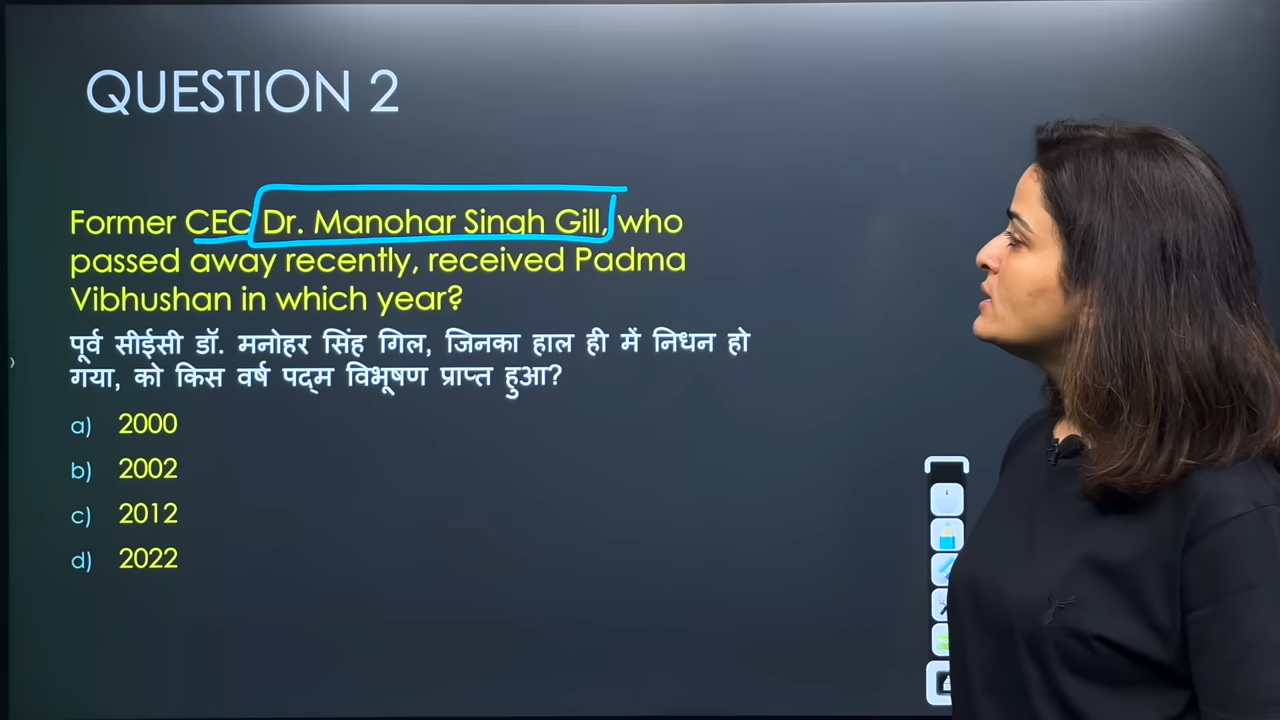 QUESTION 2
Former CEC Dr. Manohar Singh Gill, who
passed away recently, received Padma
Vibhushan in which year?
पूर्व सीईसी डॉ. मनोहर सिंह गिल, जिनका हाल ही में निधन हो
गया, को किस वर्ष पद्म विभूषण प्राप्त हुआ?
a) 2000
b) 2002
c) 2012
d) 2022